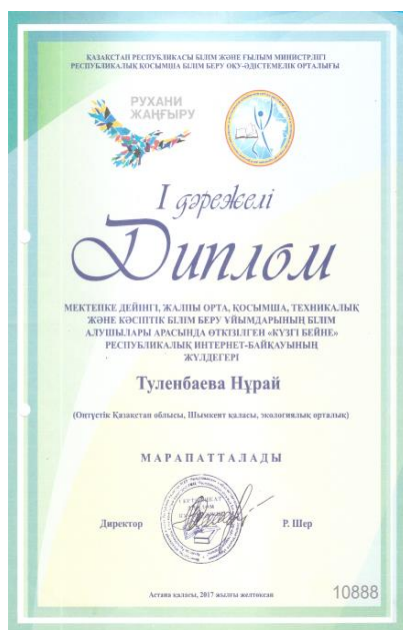 ҚАЗАҚСТАН РЕСПУБЛИКАСЫ БІЛІМ ЖӘНЕ ҒЫЛЫМ МИНИСТРЛІГІ
РЕСПУБЛИКАЛЫҚ ҚОСЫМША БІЛІМ БЕРУ ОҚУ-ӘДІСТЕМЕЛІК ОРТАЛЫҒЫ
РУХАНИ
ЖАҢҒЫРУ
I дәрежелі
Диплом
МЕКТЕПКЕ ДЕЙІНГІ, ЖАЛПЫ ОРТА, ҚОСЫМША, ТЕХНИКАЛЫҚ
ЖӘНЕ КӘСІПТІК БІЛІМ БЕРУ ҰЙЫМДАРЫНЫҢ БІЛІМ
АЛУШЫЛАРЫ АРАСЫНДА ӨТКІЗІЛГЕН «КҮЗГІ БЕЙНЕ»
РЕСПУБЛИКАЛЫҚ ИНТЕРНЕТ-БАЙҚАУЫНЫҢ
ЖҮЛДЕГЕРІ
Туленбаева Нұрай
(Оңтүстік Қазақстан облысы, Шымкент қаласы, экологиялық орталық)
МАРАПАТТАЛАДЫ
Директор Р. Шер
Астана қаласы, 2017 жылғы желтоқсан
10888